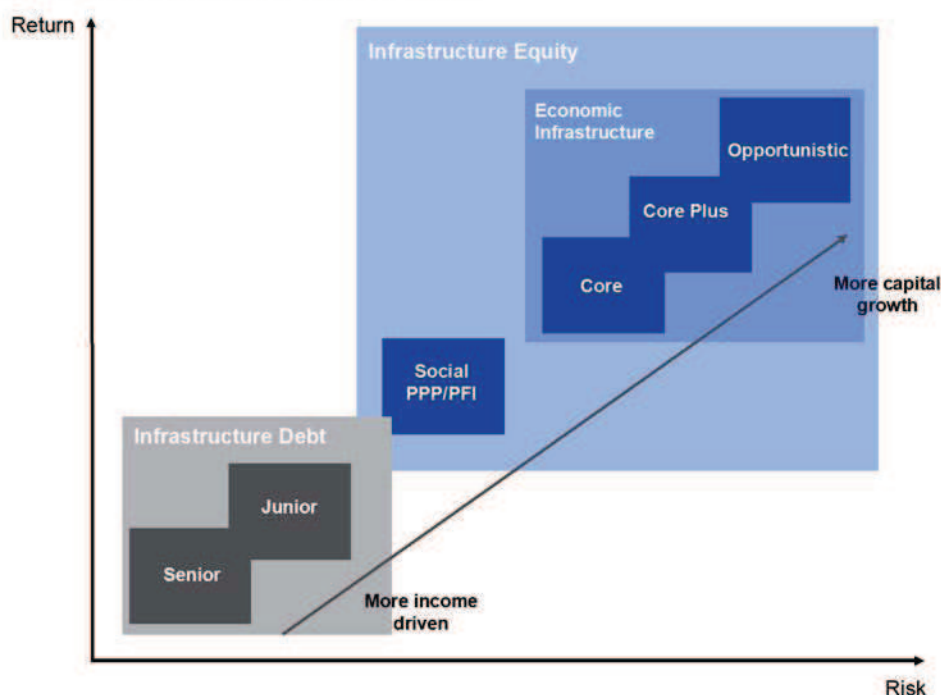 Return
Infrastructure Equity
Economic
Infrastructure
Opportunistic
Core Plus
Core
More capital
growth
Social
PPP/PFI
Infrastructure Debt
Junior
Senior
More income
driven
Risk